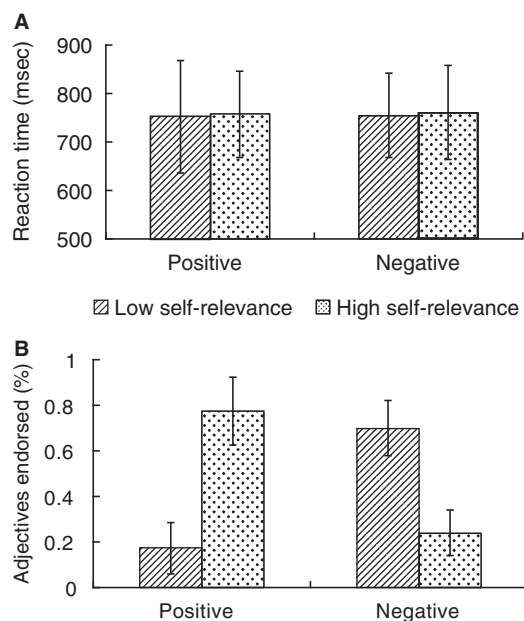 A
Reaction time (msec)
900
800
700
600
500
Positive Negative
Low self-relevance High self-relevance
B
Adjectives endorsed (%)
1
0.8
0.6
0.4
0.2
0
Positive Negative